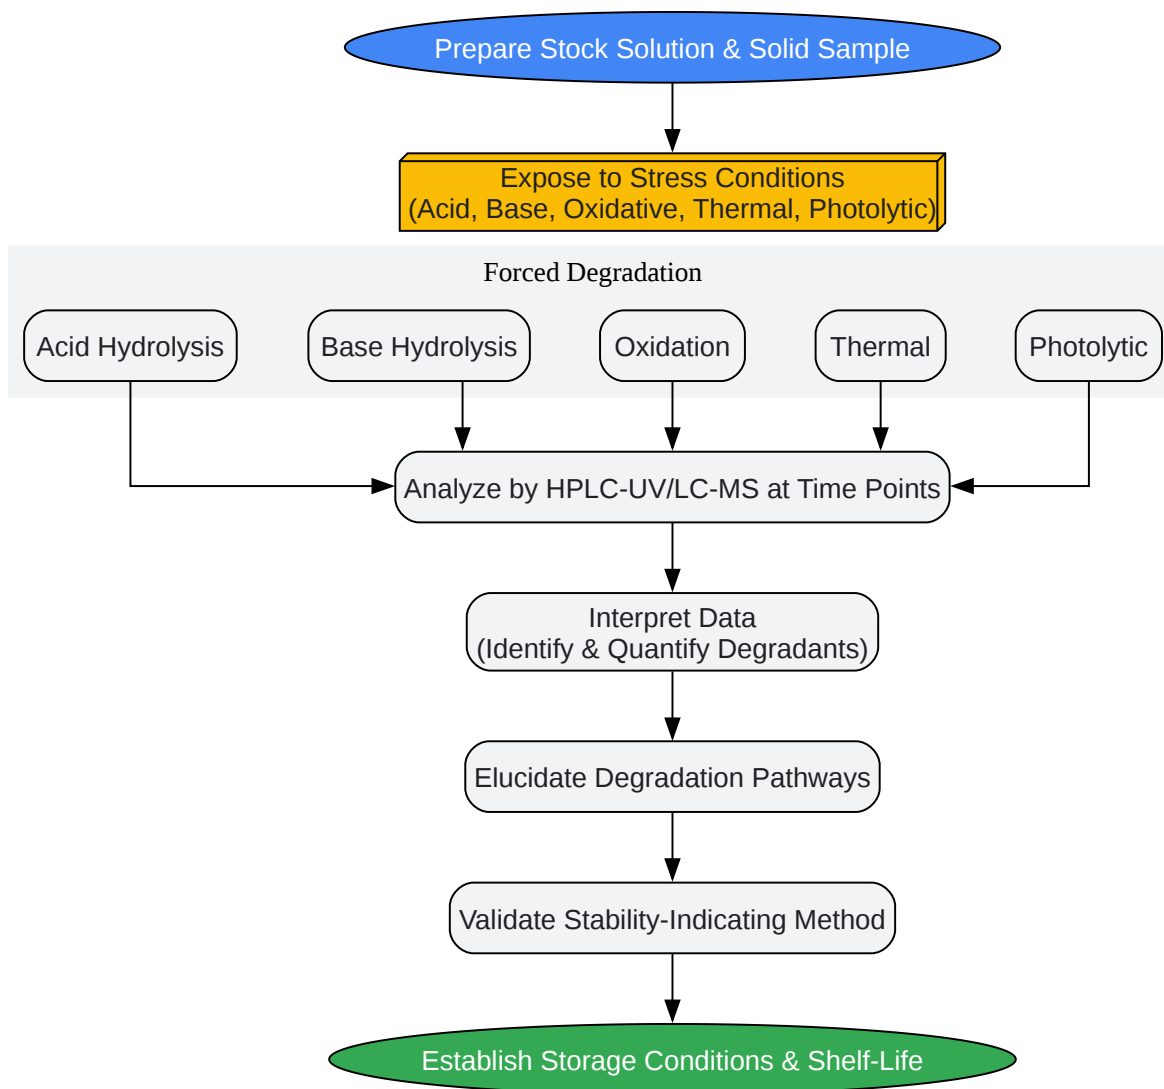 Prepare Stock Solution & Solid Sample
Expose to Stress Conditions
(Acid, Base, Oxidative, Thermal, Photolytic)
Forced Degradation
Acid Hydrolysis
Base Hydrolysis
Oxidation
Thermal
Photolytic
Analyze by HPLC-UV/LC-MS at Time Points
Interpret Data
(Identify & Quantify Degradants)
Elucidate Degradation Pathways
Validate Stability-Indicating Method
Establish Storage Conditions & Shelf-Life